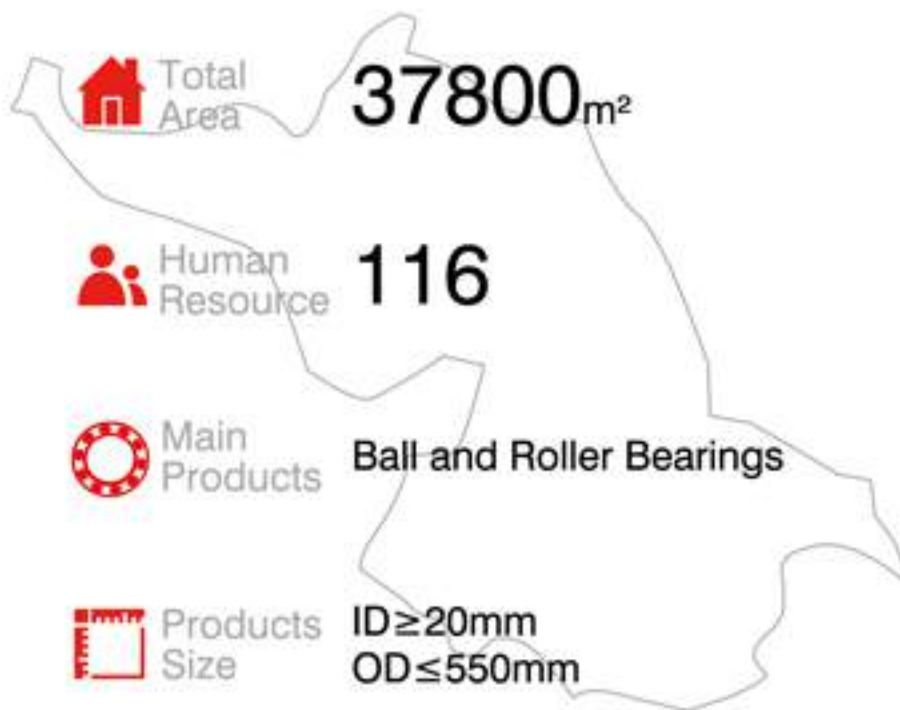 Total
Area
37800m²
Human
Resource
116
Main
Products
Ball and Roller Bearings
Products
Size
ID≥20mm
OD≤550mm